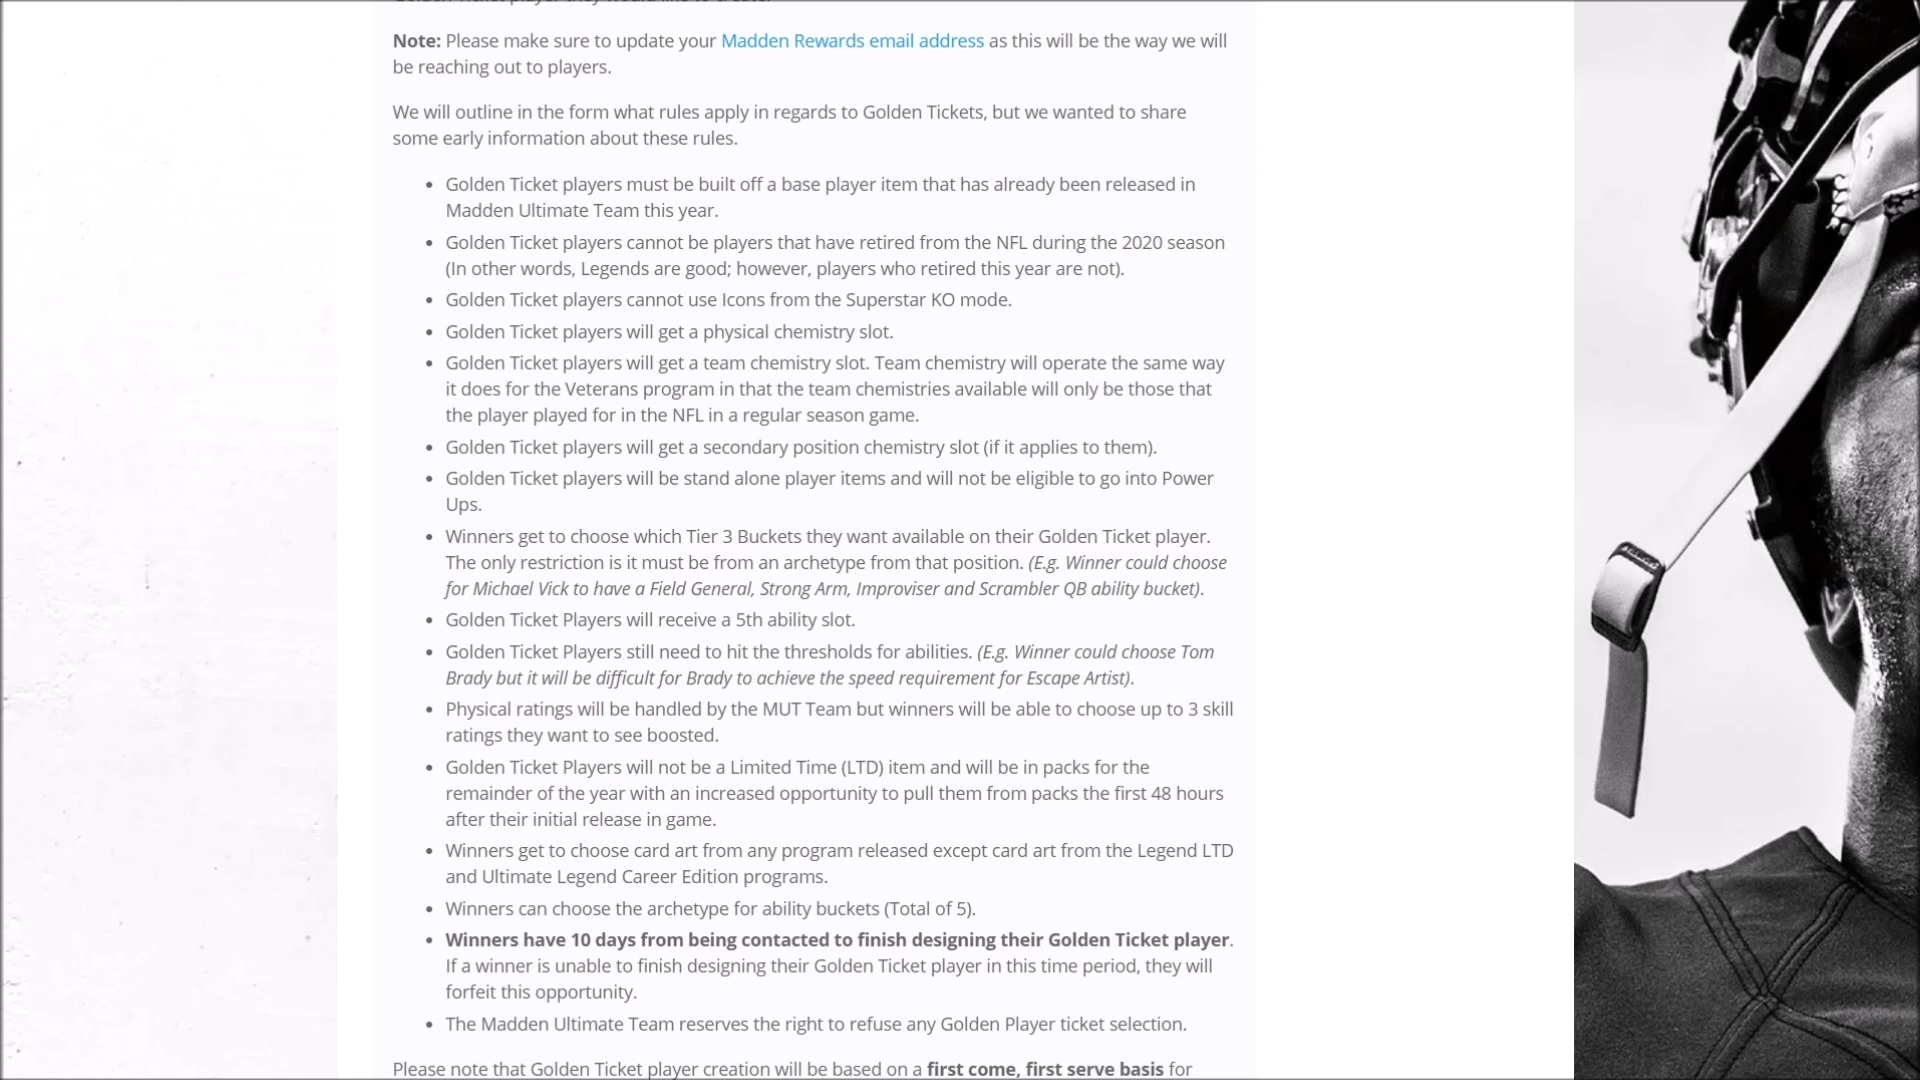 Golden Ticket player they would like to create.
Note: Please make sure to update your Madden Rewards email address as this will be the way we will
be reaching out to players.
We will outline in the form what rules apply in regards to Golden Tickets, but we wanted to share
some early information about these rules.
• Golden Ticket players must be built off a base player item that has already been released in
Madden Ultimate Team this year.
• Golden Ticket players cannot be players that have retired from the NFL during the 2020 season
(In other words, Legends are good; however, players who retired this year are not).
• Golden Ticket players cannot use Icons from the Superstar KO mode.
• Golden Ticket players will get a physical chemistry slot.
• Golden Ticket players will get a team chemistry slot. Team chemistry will operate the same way
it does for the Veterans program in that the team chemistries available will only be those that
the player played for in the NFL in a regular season game.
• Golden Ticket players will get a secondary position chemistry slot (if it applies to them).
• Golden Ticket players will be stand alone player items and will not be eligible to go into Power
Ups.
• Winners get to choose which Tier 3 Buckets they want available on their Golden Ticket player.
The only restriction is it must be from an archetype from that position. (E.g. Winner could choose
for Michael Vick to have a Field General, Strong Arm, Improviser and Scrambler QB ability bucket).
• Golden Ticket Players will receive a 5th ability slot.
• Golden Ticket Players still need to hit the thresholds for abilities. (E.g. Winner could choose Tom
Brady but it will be difficult for Brady to achieve the speed requirement for Escape Artist).
• Physical ratings will be handled by the MUT Team but winners will be able to choose up to 3 skill
ratings they want to see boosted.
• Golden Ticket Players will not be a Limited Time (LTD) item and will be in packs for the
remainder of the year with an increased opportunity to pull them from packs the first 48 hours
after their initial release in game.
• Winners get to choose card art from any program released except card art from the Legend LTD
and Ultimate Legend Career Edition programs.
• Winners can choose the archetype for ability buckets (Total of 5).
• Winners have 10 days from being contacted to finish designing their Golden Ticket player.
If a winner is unable to finish designing their Golden Ticket player in this time period, they will
forfeit this opportunity.
• The Madden Ultimate Team reserves the right to refuse any Golden Player ticket selection.
Please note that Golden Ticket player creation will be based on a first come, first serve basis for